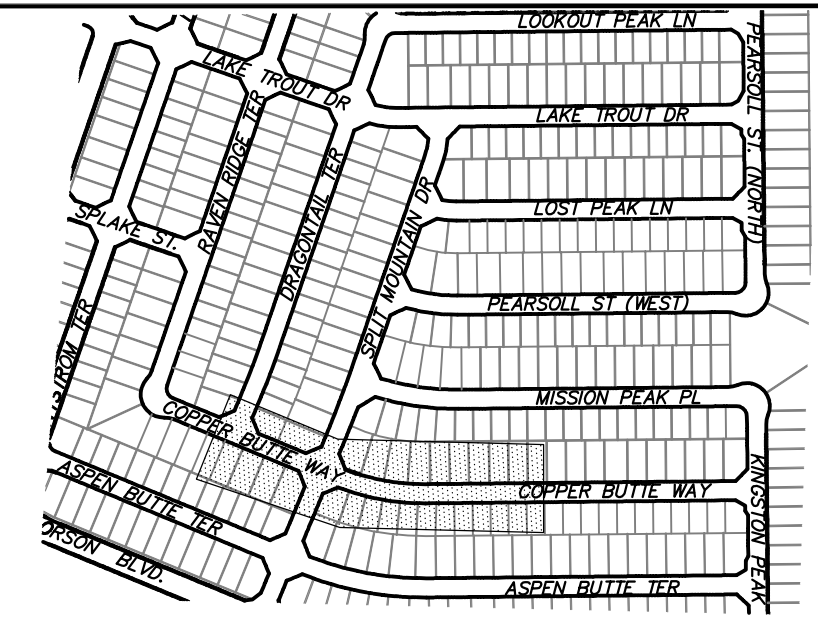 LOOKOUT PEAK LN
PEARSOLL ST. (NORTH)
LAKE TROUT DR
LAKE TROUT DR
RAVEN RIDGE TER
DRAGONTAIL TER
SPLIT MOUNTAIN DR
SPLAKE ST.
LOST PEAK LN
PEARSOLL ST (WEST)
STROM TER
MISSION PEAK PL
COPPER BUTTE WAY
COPPER BUTTE WAY
KINGSTON PEAK
ASPEN BUTTE TER
ORSON BLVD.
ASPEN BUTTE TER